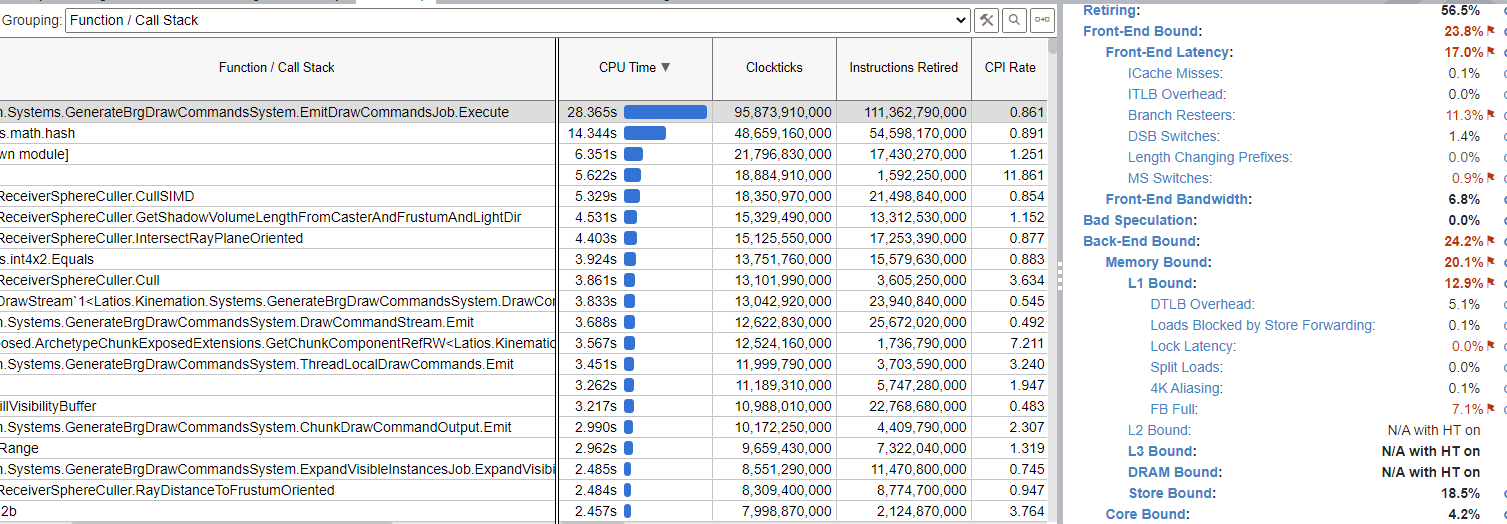 Grouping: Function / Call Stack
Function / Call Stack CPU Time ▼ Clockticks Instructions Retired CPI Rate
n.Systems.GenerateBrgDrawCommandsSystem.EmitDrawCommandsJob.Execute 28.365s 95,873,910,000 111,362,790,000 0.861
s.math.hash 14.344s 48,659,160,000 54,598,170,000 0.891
wn module] 6.351s 21,796,830,000 17,430,270,000 1.251
5.622s 18,884,910,000 1,592,250,000 11.861
ReceiverSphereCuller.CullSIMD 5.329s 18,350,970,000 21,498,840,000 0.854
ReceiverSphereCuller.GetShadowVolumeLengthFromCasterAndFrustumAndLightDir 4.531s 15,329,490,000 13,312,530,000 1.152
ReceiverSphereCuller.IntersectRayPlaneOriented 4.403s 15,125,550,000 17,253,390,000 0.877
s.int4x2.Equals 3.924s 13,751,760,000 15,579,630,000 0.883
ReceiverSphereCuller.Cull 3.861s 13,101,990,000 3,605,250,000 3.634
DrawStream`1<Latios.Kinemation.Systems.GenerateBrgDrawCommandsSystem.DrawCor 3.833s 13,042,920,000 23,940,840,000 0.545
n.Systems.GenerateBrgDrawCommandsSystem.DrawCommandStream.Emit 3.688s 12,622,830,000 25,672,020,000 0.492
osed.ArchetypeChunkExposedExtensions.GetChunkComponentRefRW<Latios.Kinematic 3.567s 12,524,160,000 1,736,790,000 7.211
n.Systems.GenerateBrgDrawCommandsSystem.ThreadLocalDrawCommands.Emit 3.451s 11,999,790,000 3,703,590,000 3.240
3.262s 11,189,310,000 5,747,280,000 1.947
illVisibilityBuffer 3.217s 10,988,010,000 22,768,680,000 0.483
n.Systems.GenerateBrgDrawCommandsSystem.ChunkDrawCommandOutput.Emit 2.990s 10,172,250,000 4,409,790,000 2.307
Range 2.962s 9,659,430,000 7,322,040,000 1.319
n.Systems.GenerateBrgDrawCommandsSystem.ExpandVisibleInstancesJob.ExpandVisibi 2.485s 8,551,290,000 11,470,800,000 0.745
ReceiverSphereCuller.RayDistanceToFrustumOriented 2.484s 8,309,400,000 8,774,700,000 0.947
2b 2.457s 7,998,870,000 2,124,870,000 3.764
Retiring: 56.5%
Front-End Bound: 23.8%
Front-End Latency: 17.0%
ICache Misses: 0.1%
ITLB Overhead: 0.0%
Branch Resteers: 11.3%
DSB Switches: 1.4%
Length Changing Prefixes: 0.0%
MS Switches: 0.9%
Front-End Bandwidth: 6.8%
Bad Speculation: 0.0%
Back-End Bound: 24.2%
Memory Bound: 20.1%
L1 Bound: 12.9%
DTLB Overhead: 5.1%
Loads Blocked by Store Forwarding: 0.1%
Lock Latency: 0.0%
Split Loads: 0.0%
4K Aliasing: 0.1%
FB Full: 7.1%
L2 Bound: N/A with HT on
L3 Bound: N/A with HT on
DRAM Bound: N/A with HT on
Store Bound: 18.5%
Core Bound: 4.2%